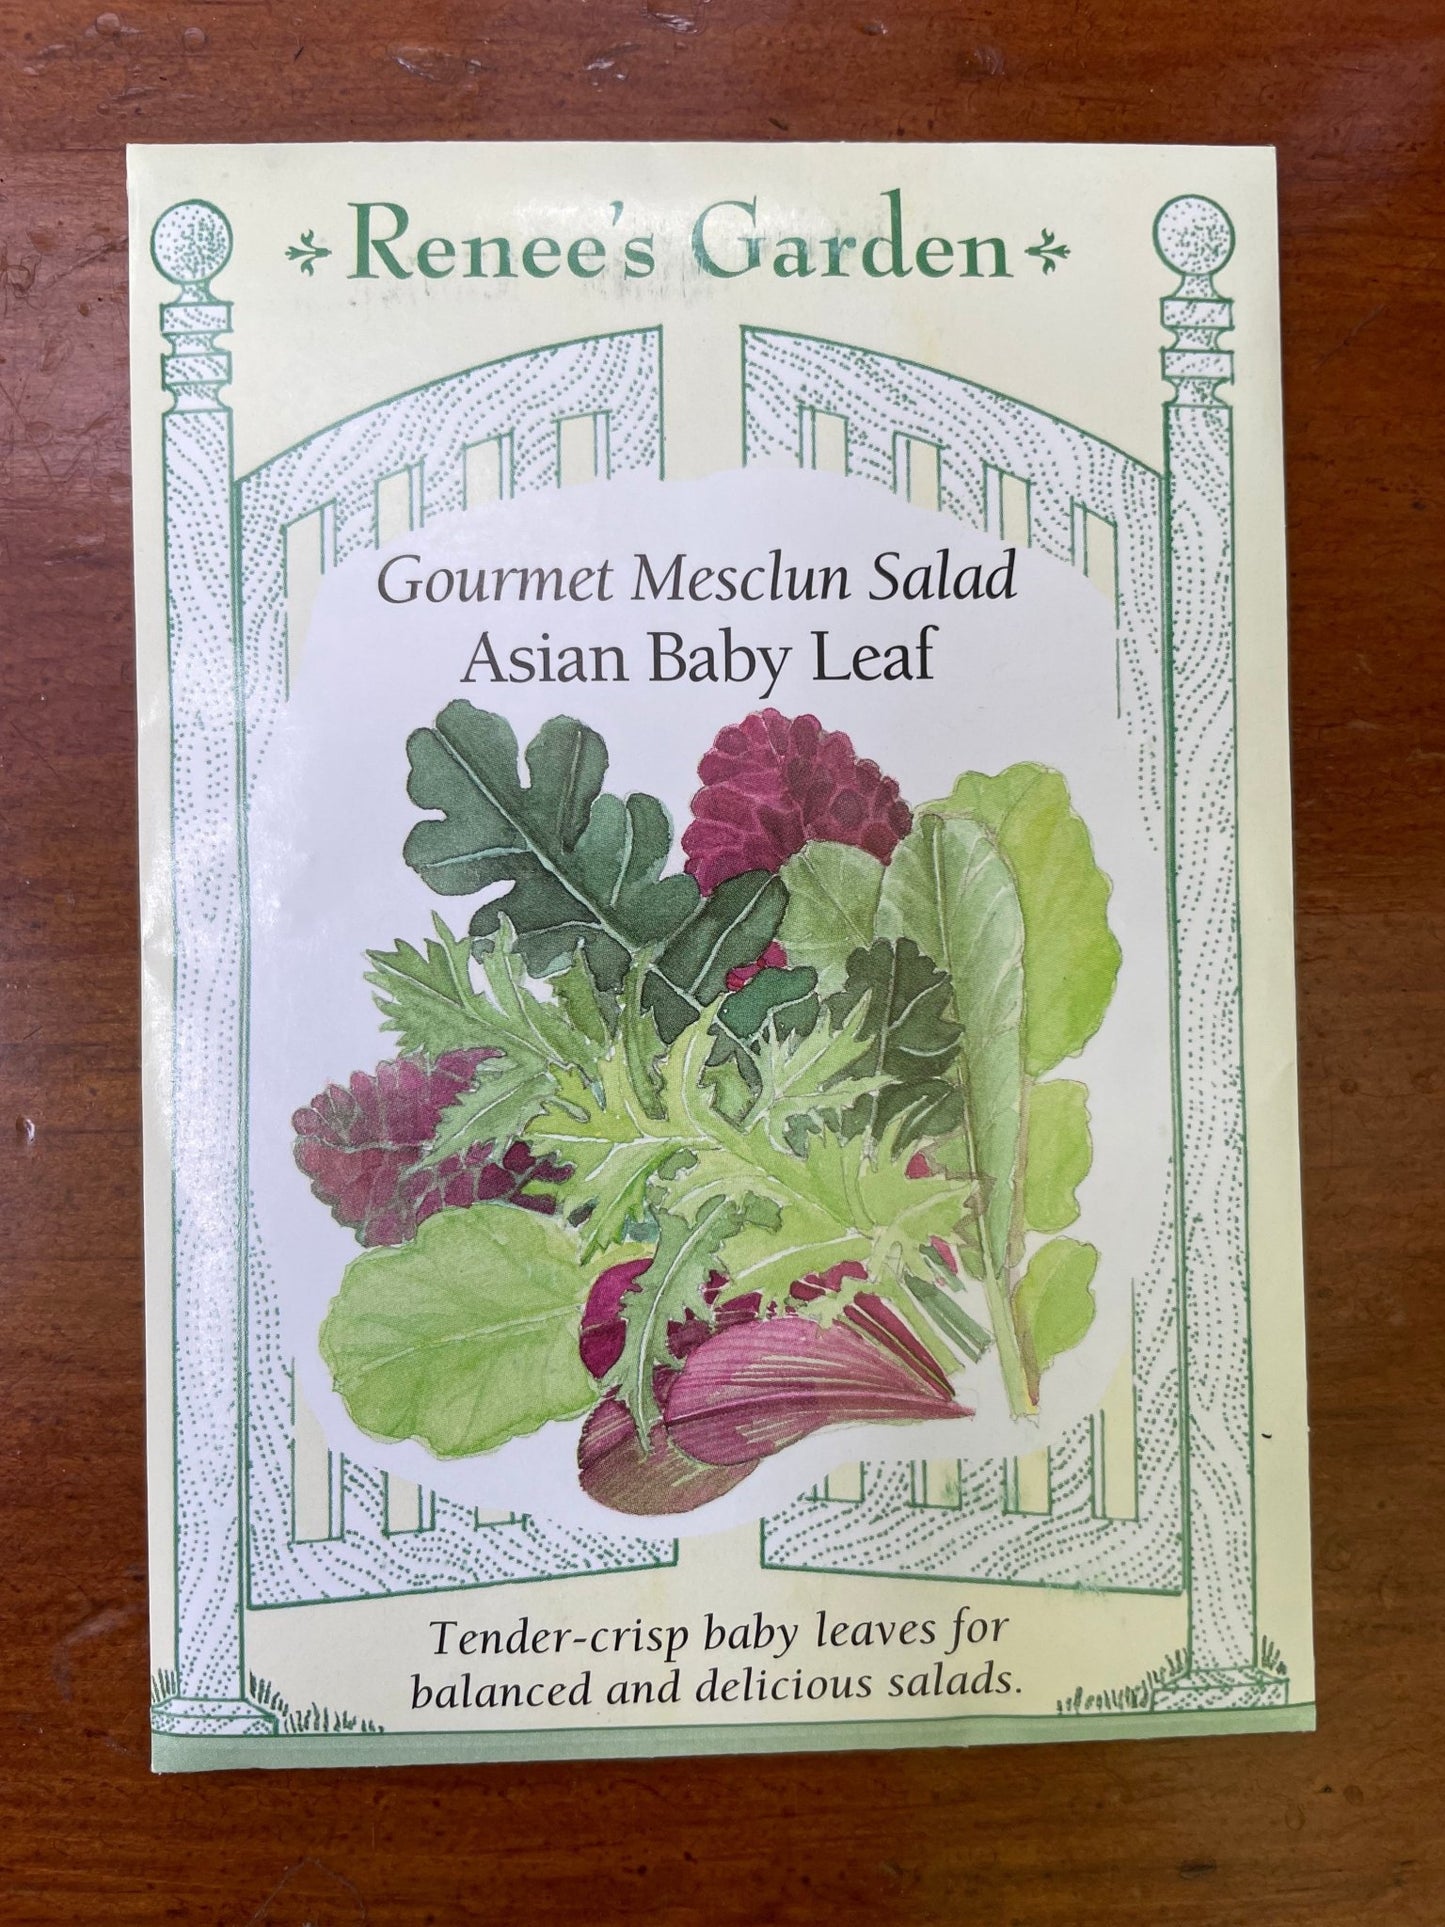 Renee's Garden
Gourmet Mesclun Salad
Asian Baby Leaf
Tender-crisp baby leaves for
balanced and delicious salads.